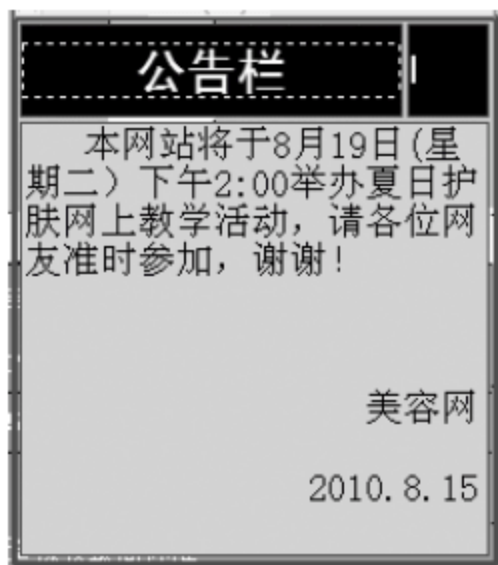 公告栏
本网站将于8月19日(星
期二）下午2:00举办夏日护
肤网上教学活动，请各位网
友准时参加，谢谢！
美容网
2010.8.15